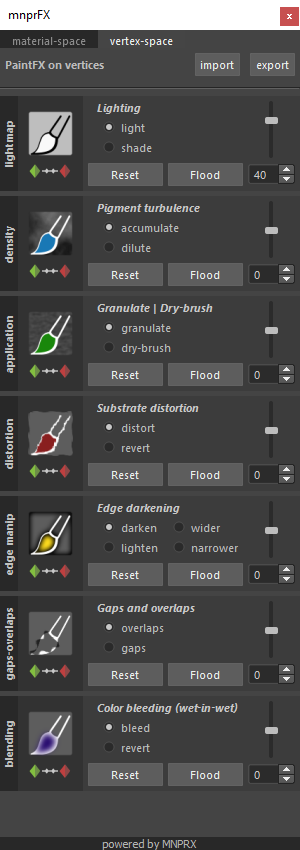 mnprFX
x
material-space vertex-space
PaintFX on vertices import export
lightmap
Lighting
light
shade
Reset Flood 40
density
Pigment turbulence
accumulate
dilute
Reset Flood 0
application
Granulate | Dry-brush
granulate
dry-brush
Reset Flood 0
distortion
Substrate distortion
distort
revert
Reset Flood 0
edge manip
Edge darkening
darken wider
lighten narrower
Reset Flood 0
gaps-overlaps
Gaps and overlaps
overlaps
gaps
Reset Flood 0
blending
Color bleeding (wet-in-wet)
bleed
revert
Reset Flood 0
powered by MNPRX